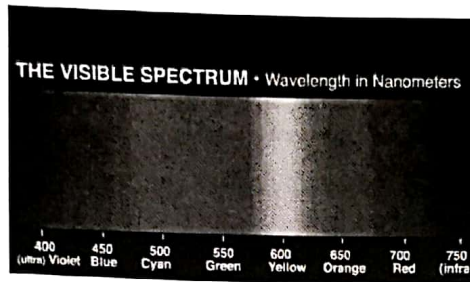 THE VISIBLE SPECTRUM • Wavelength in Nanometers
400 450 500 550 600 650 700 750
(ultra) Violet Blue Cyan Green Yellow Orange Red (infra